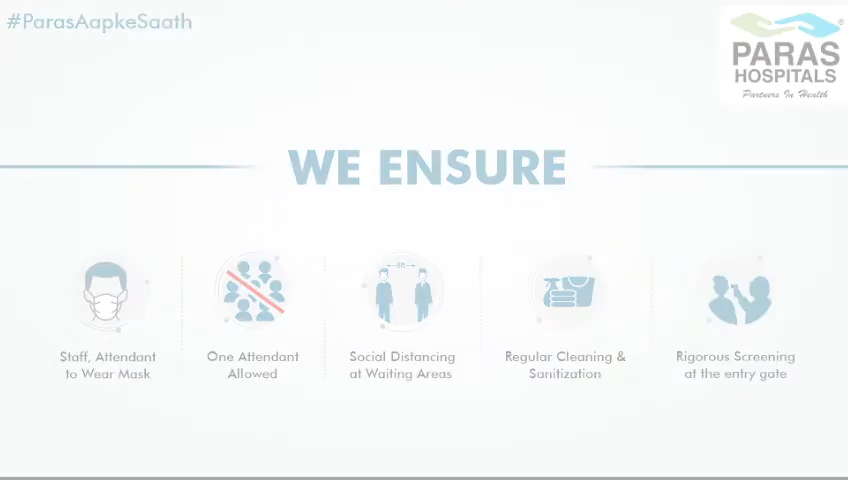 #ParasAapkeSaath
®
PARAS
HOSPITALS
Partners In Health
WE ENSURE
6ft
Staff, Attendant
to Wear Mask
One Attendant
Allowed
Social Distancing
at Waiting Areas
Regular Cleaning &
Sanitization
Rigorous Screening
at the entry gate